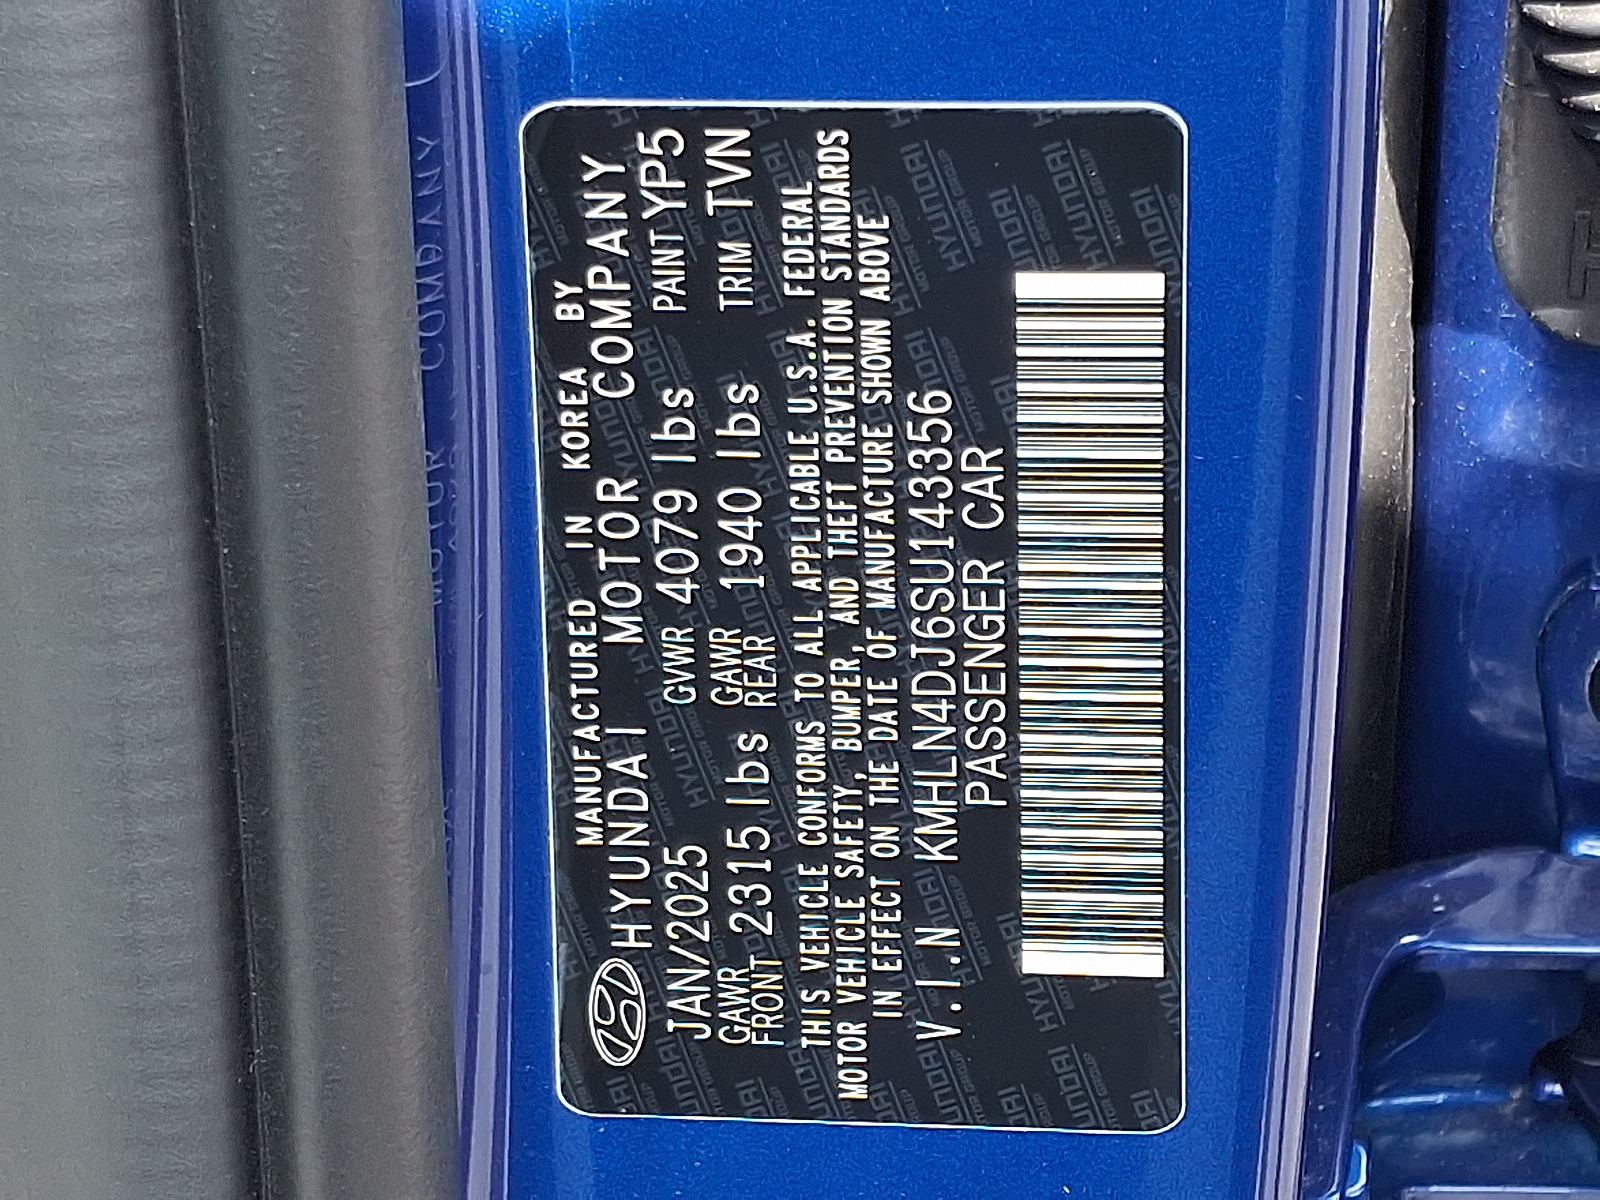 MANUFACTURED IN KOREA BY
HYUNDAI MOTOR COMPANY
JAN/2025 GVWR 4079 lbs PAINT YP5
GAWR FRONT 2315 lbs GAWR REAR 1940 lbs TRIM TVN
THIS VEHICLE CONFORMS TO ALL APPLICABLE U.S.A. FEDERAL
MOTOR VEHICLE SAFETY, BUMPER, AND THEFT PREVENTION STANDARDS
IN EFFECT ON THE DATE OF MANUFACTURE SHOWN ABOVE
V.I.N KMHLN4DJ6SU143356
PASSENGER CAR